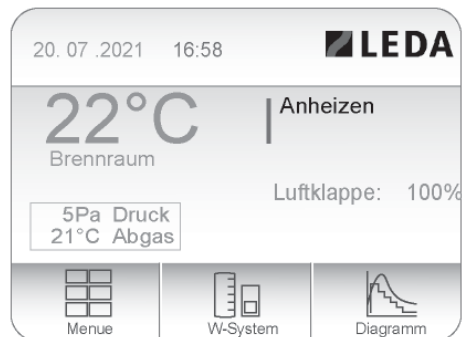 20. 07 .2021 16:58 LEDA
22°C
Brennraum
Anheizen
Luftklappe: 100%
5Pa Druck
21°C Abgas
Menue W-System Diagramm